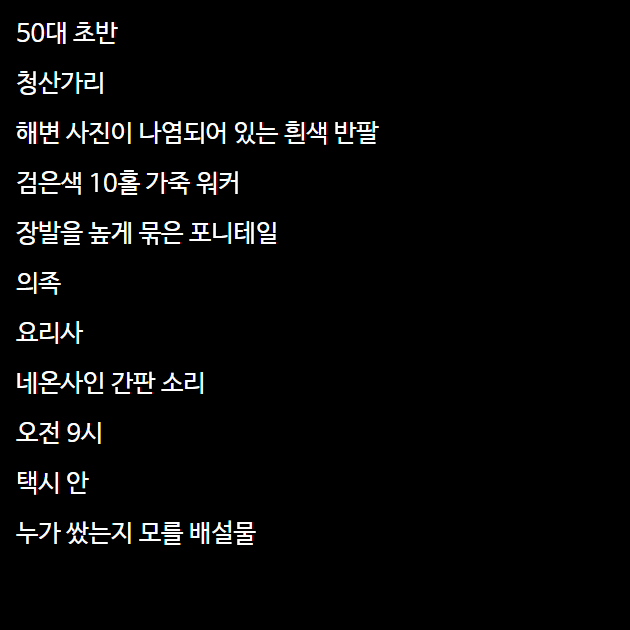 50대 초반
청산가리
해변 사진이 나염되어 있는 흰색 반팔
검은색 10홀 가죽 워커
장발을 높게 묶은 포니테일
의족
요리사
네온사인 간판 소리
오전 9시
택시 안
누가 쌌는지 모를 배설물